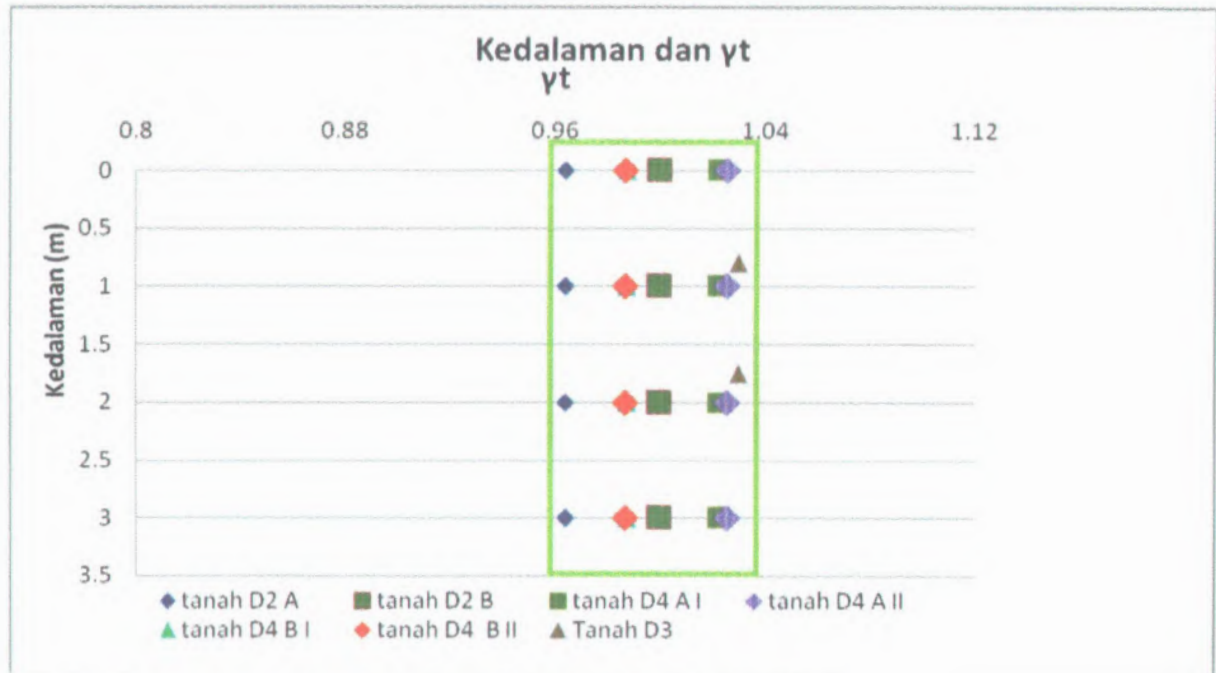 Kedalaman dan γt
γt
0.8 0.88 0.96 1.04 1.12
Kedalaman (m)
0
0.5
1
1.5
2
2.5
3
3.5
tanah D2 A tanah D2 B tanah D4 A I tanah D4 A II
tanah D4 B I tanah D4 B II Tanah D3